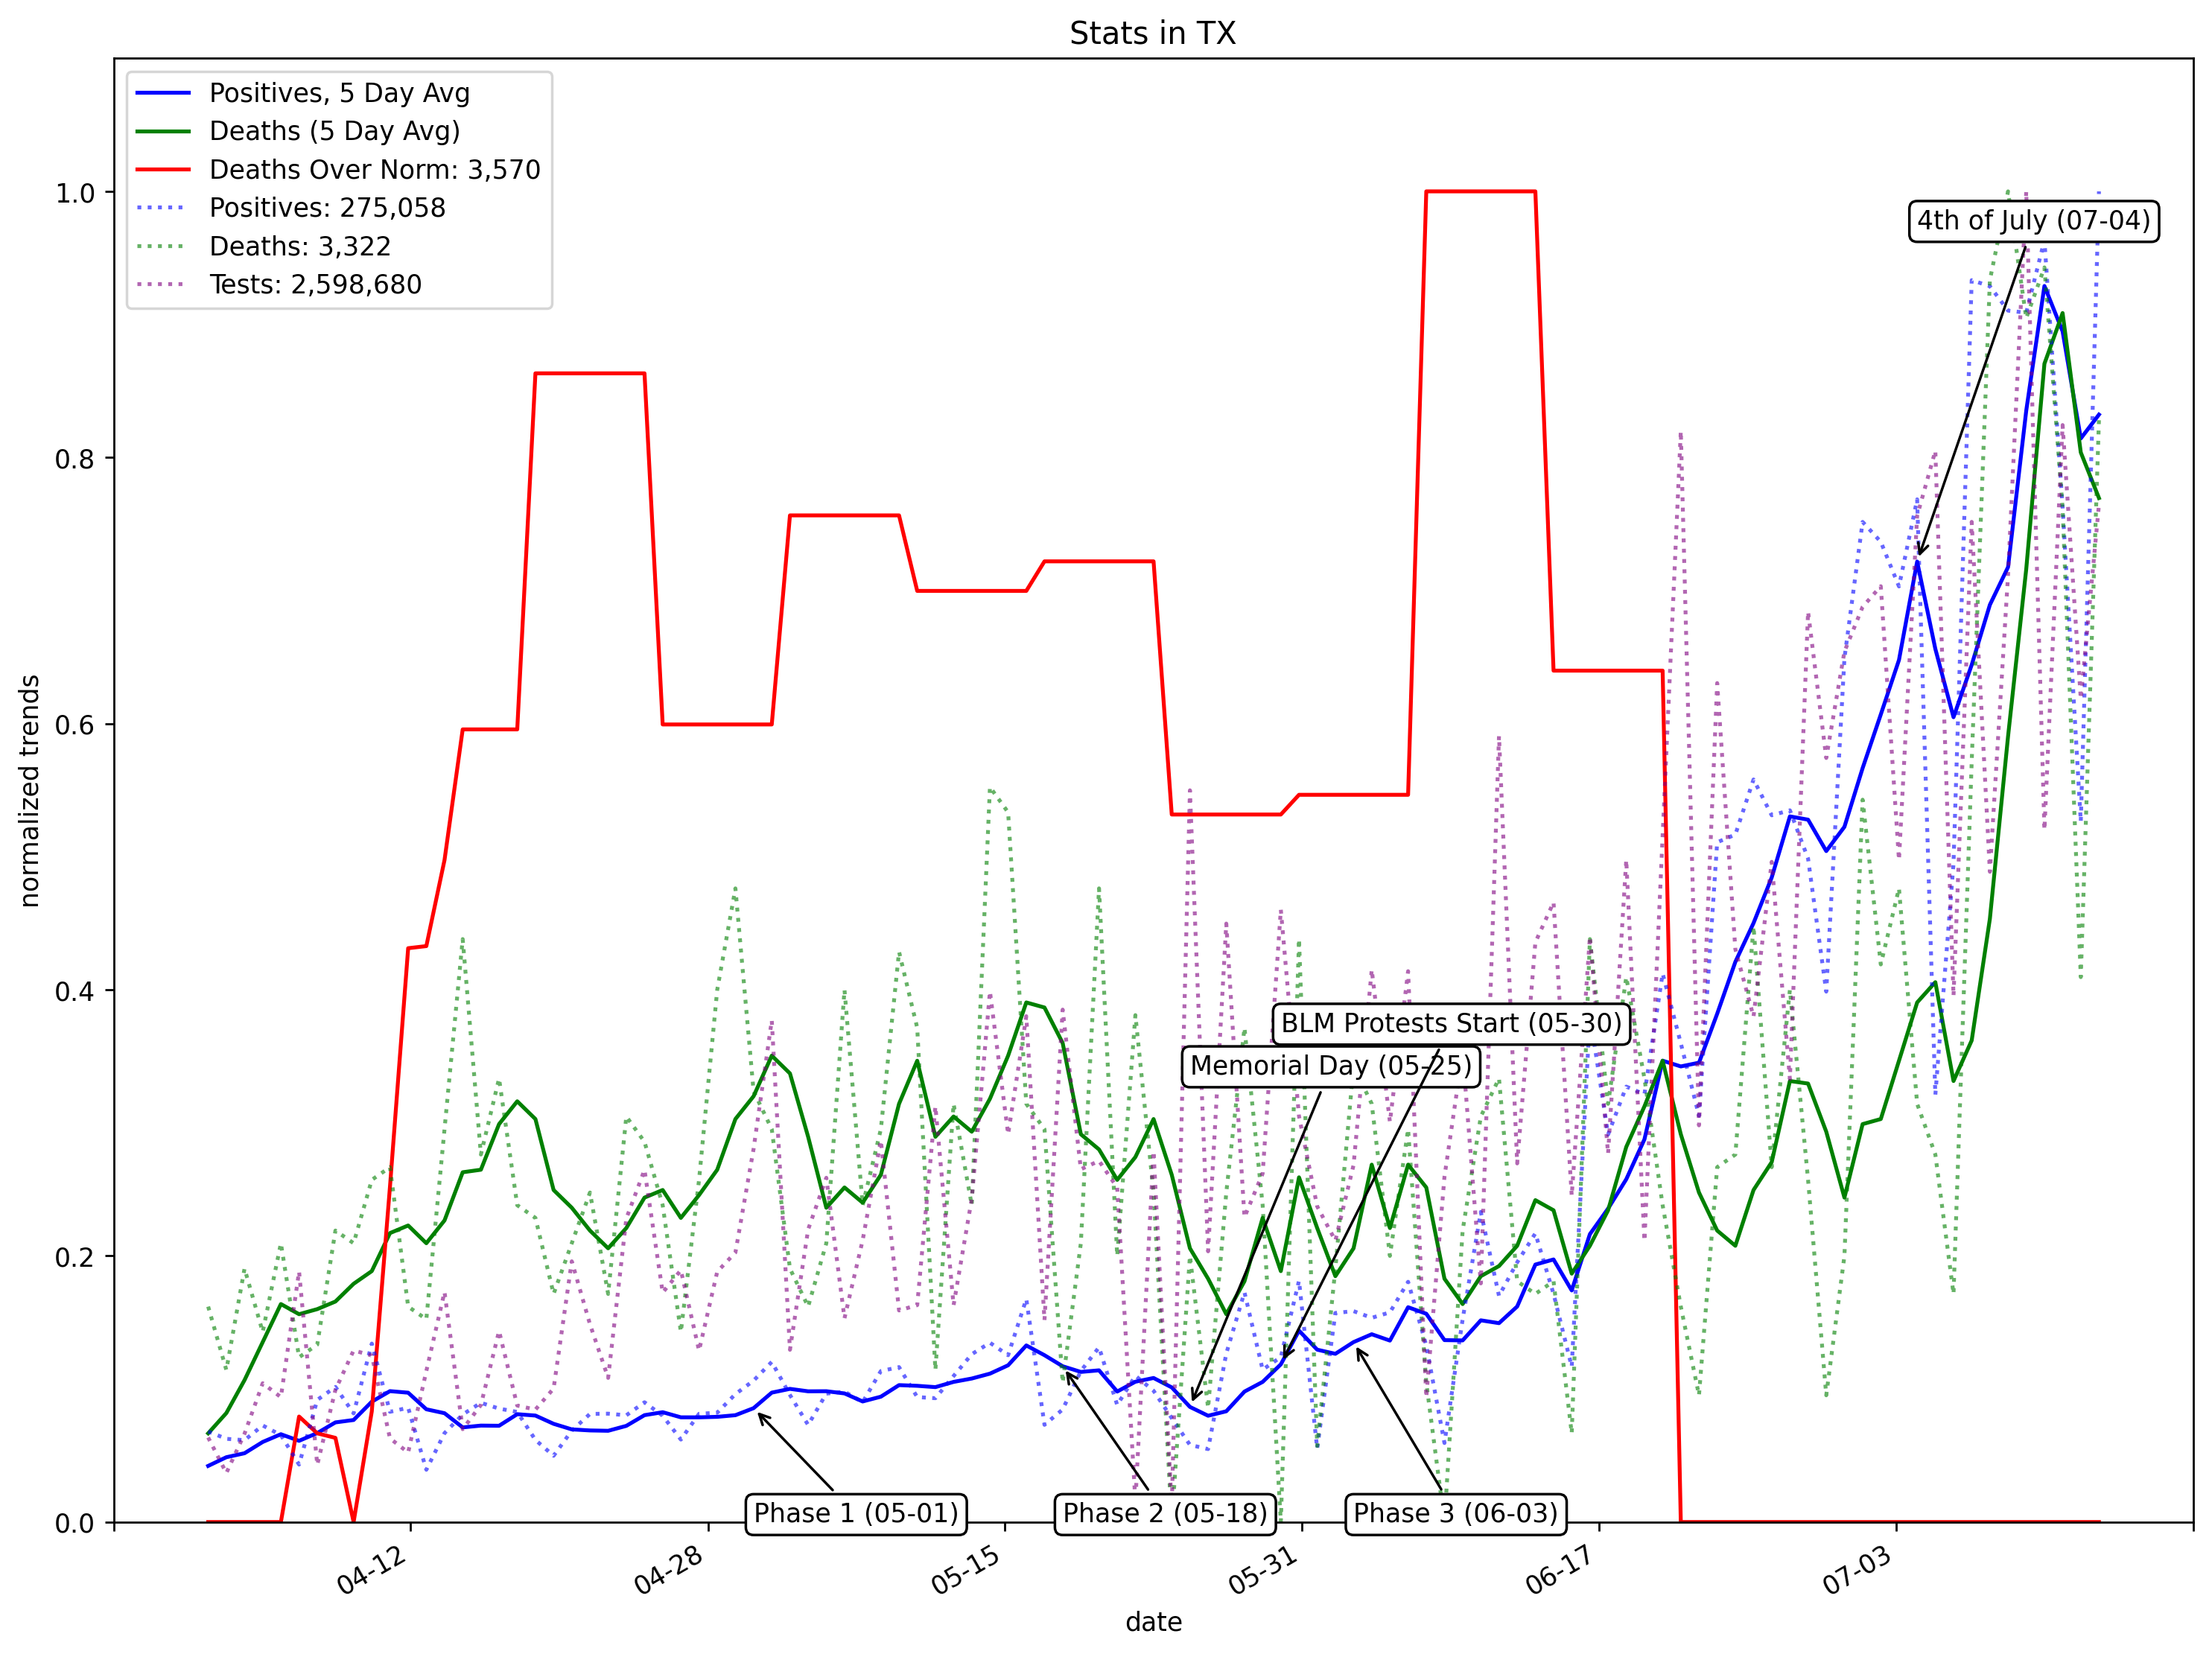 Stats in TX
Positives, 5 Day Avg
Deaths (5 Day Avg)
Deaths Over Norm: 3,570
Positives: 275,058
Deaths: 3,322
Tests: 2,598,680
4th of July (07-04)
BLM Protests Start (05-30)
Memorial Day (05-25)
Phase 1 (05-01)
Phase 2 (05-18)
Phase 3 (06-03)
normalized trends
1.0
0.8
0.6
0.4
0.2
0.0
04-12
04-28
05-15
05-31
06-17
07-03
date